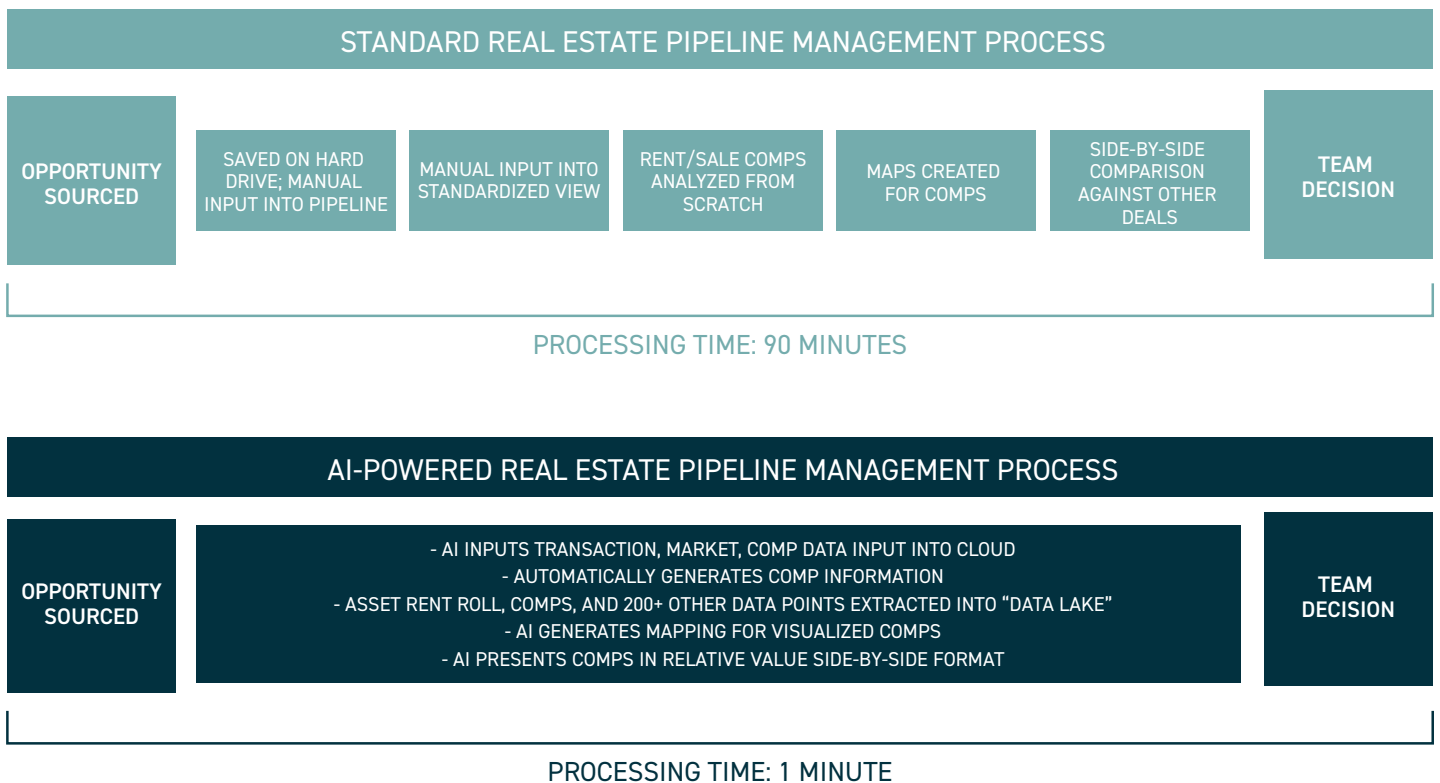 STANDARD REAL ESTATE PIPELINE MANAGEMENT PROCESS
OPPORTUNITY
SOURCED
SAVED ON HARD
DRIVE; MANUAL
INPUT INTO PIPELINE
MANUAL INPUT INTO
STANDARDIZED VIEW
RENT/SALE COMPS
ANALYZED FROM
SCRATCH
MAPS CREATED
FOR COMPS
SIDE-BY-SIDE
COMPARISON
AGAINST OTHER
DEALS
TEAM
DECISION
PROCESSING TIME: 90 MINUTES
AI-POWERED REAL ESTATE PIPELINE MANAGEMENT PROCESS
OPPORTUNITY
SOURCED
- AI INPUTS TRANSACTION, MARKET, COMP DATA INPUT INTO CLOUD
- AUTOMATICALLY GENERATES COMP INFORMATION
- ASSET RENT ROLL, COMPS, AND 200+ OTHER DATA POINTS EXTRACTED INTO “DATA LAKE”
- AI GENERATES MAPPING FOR VISUALIZED COMPS
- AI PRESENTS COMPS IN RELATIVE VALUE SIDE-BY-SIDE FORMAT
TEAM
DECISION
PROCESSING TIME: 1 MINUTE